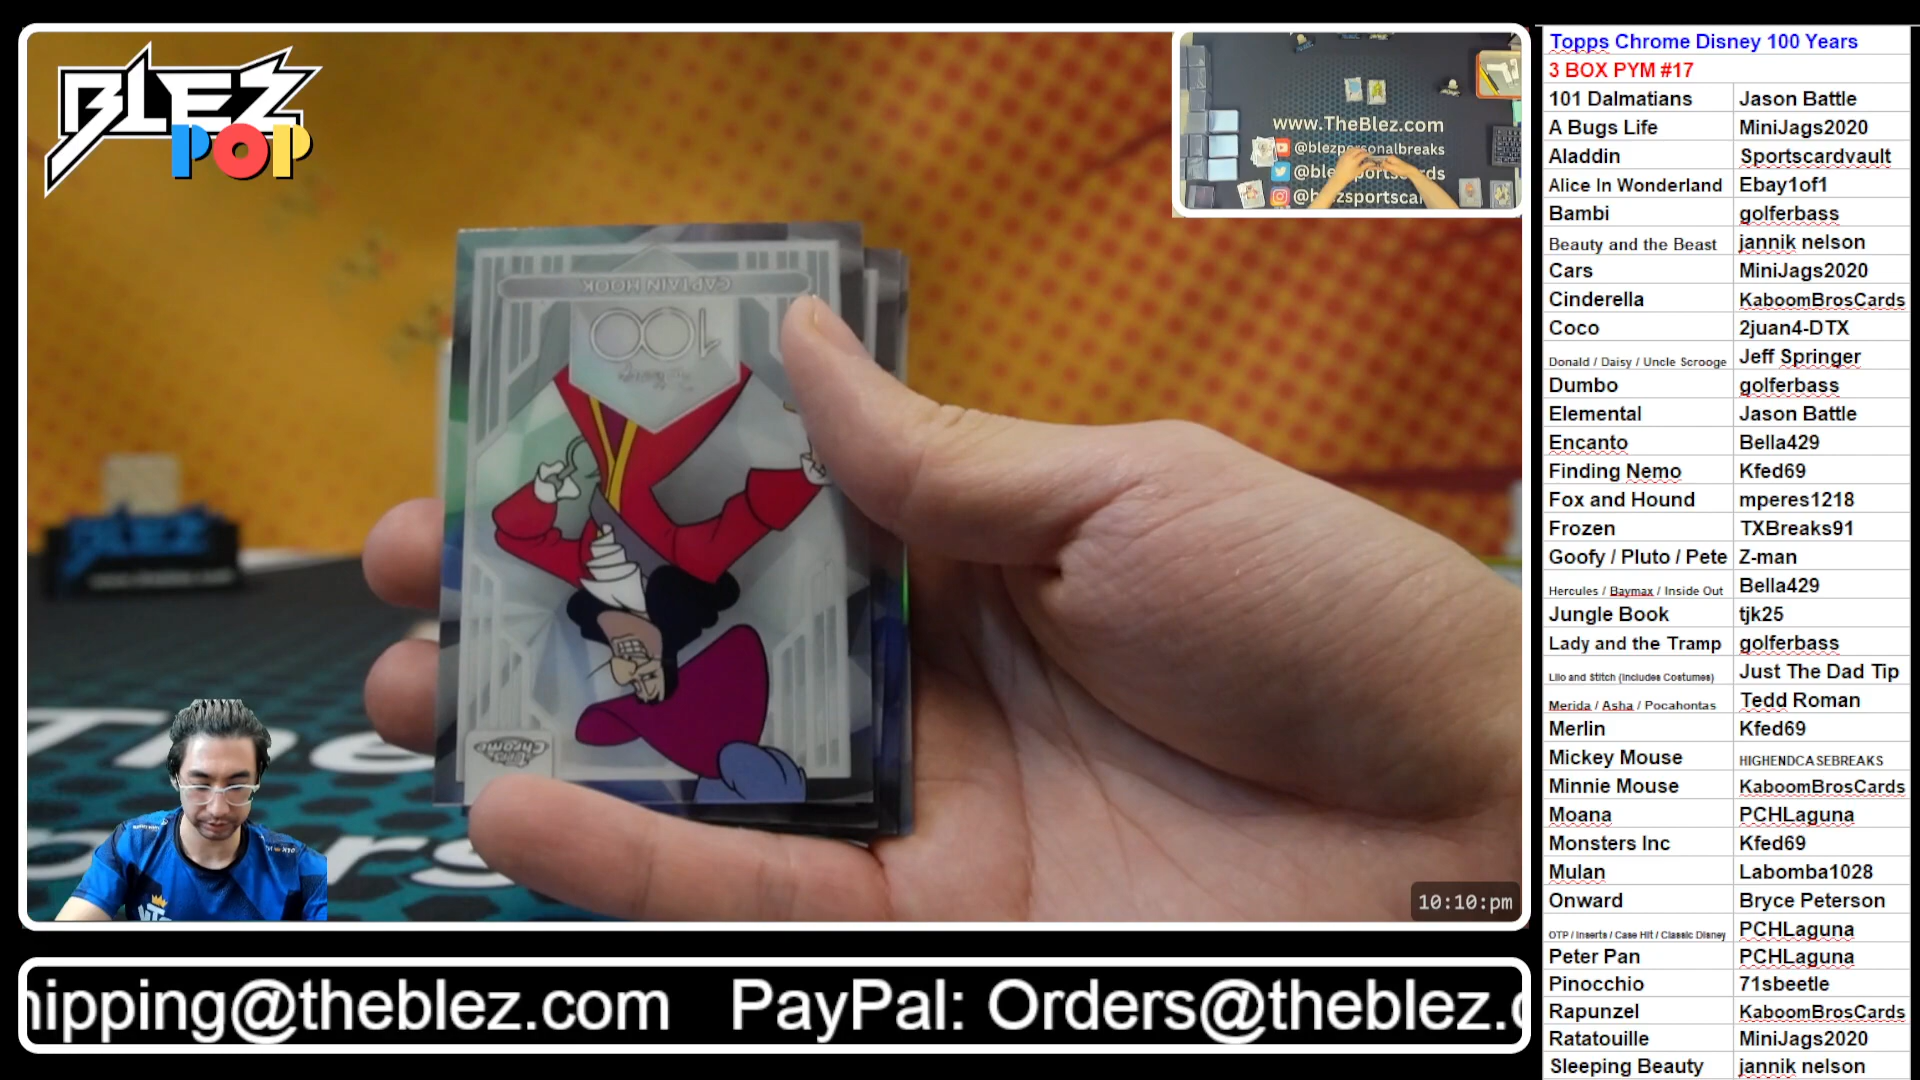 BLEZ
POP
www.TheBlez.com
@blezpersonalbreaks
CAPTAIN HOOK
100
Topps
Chrome
10:10:pm
hipping@theblez.com PayPal: Orders@theblez.c
Topps Chrome Disney 100 Years
3 BOX PYM #17
101 Dalmatians Jason Battle
A Bugs Life MiniJags2020
Aladdin Sportscardvault
Alice In Wonderland Ebay1of1
Bambi golferbass
Beauty and the Beast jannik nelson
Cars MiniJags2020
Cinderella KaboomBrosCards
Coco 2juan4-DTX
Donald / Daisy / Uncle Scrooge Jeff Springer
Dumbo golferbass
Elemental Jason Battle
Encanto Bella429
Finding Nemo Kfed69
Fox and Hound mperes1218
Frozen TXBreaks91
Goofy / Pluto / Pete Z-man
Hercules / Baymax / Inside Out Bella429
Jungle Book tjk25
Lady and the Tramp golferbass
Lilo and Stitch (Includes Costumes) Just The Dad Tip
Merida / Asha / Pocahontas Tedd Roman
Merlin Kfed69
Mickey Mouse HIGHENDCASEBREAKS
Minnie Mouse KaboomBrosCards
Moana PCHLaguna
Monsters Inc Kfed69
Mulan Labomba1028
Onward Bryce Peterson
OTP / Inserts / Case Hit / Classic Disney PCHLaguna
Peter Pan PCHLaguna
Pinocchio 71sbeetle
Rapunzel KaboomBrosCards
Ratatouille MiniJags2020
Sleeping Beauty jannik nelson